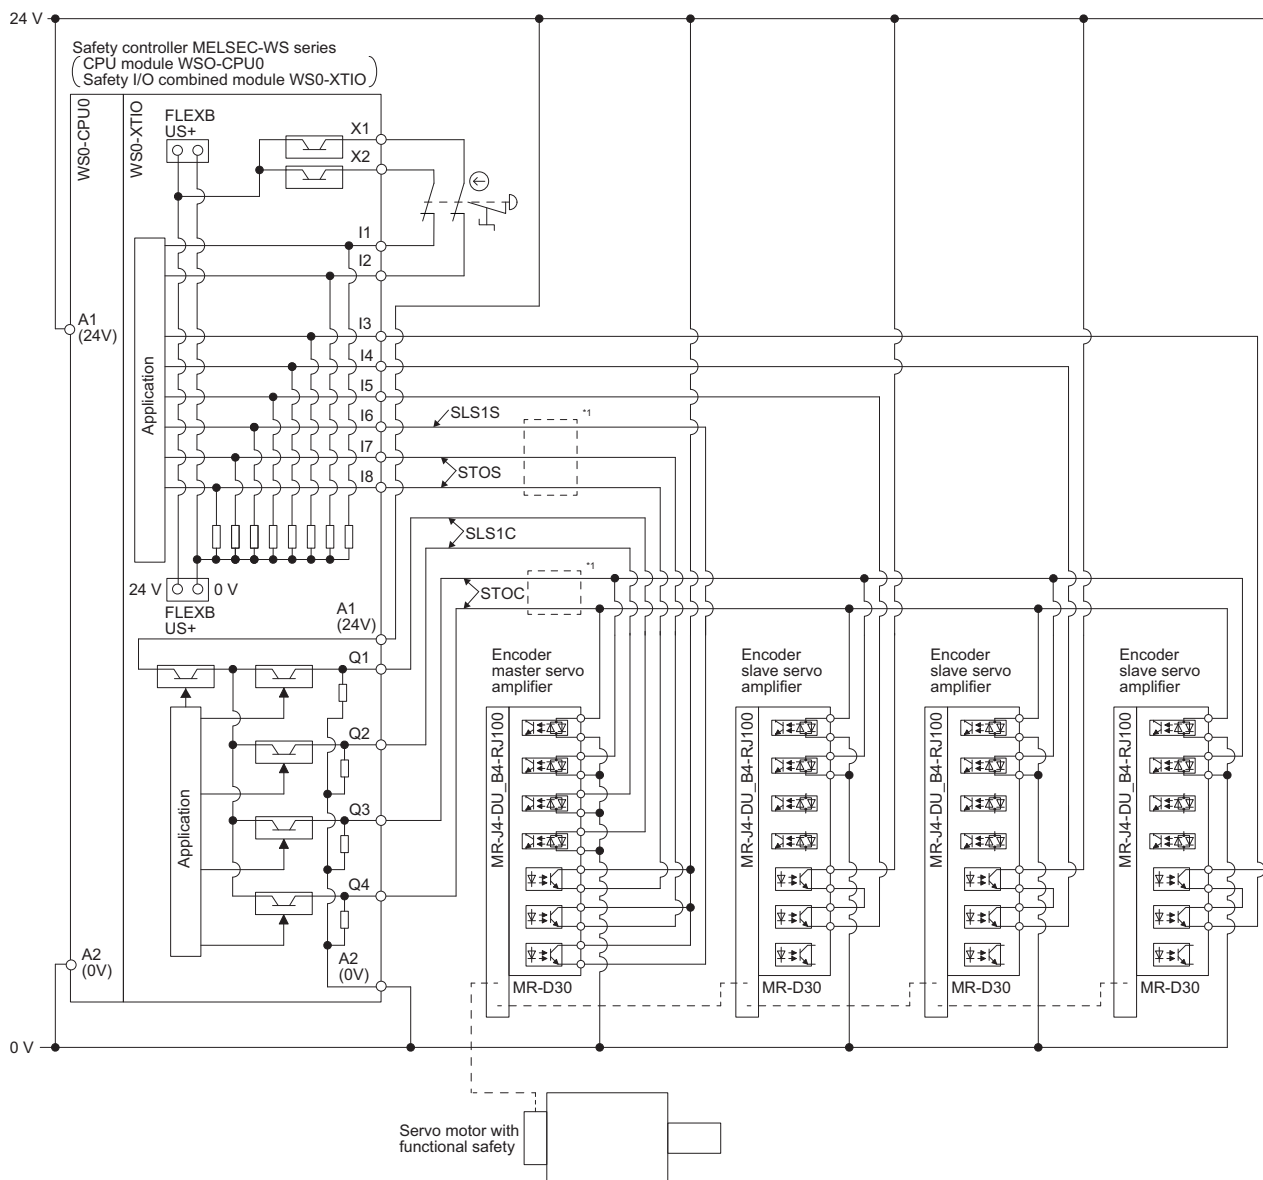 24 V
Safety controller MELSEC-WS series
CPU module WSO-CPU0
Safety I/O combined module WS0-XTIO
WS0-CPU0
WS0-XTIO
FLEXB
US+
X1
X2
I1
I2
A1
(24V)
I3
I4
I5
I6
I7
I8
Application
SLS1S
*1
STOS
SLS1C
*1
STOC
24 V
0 V
FLEXB
US+
A1
(24V)
Q1
Q2
Q3
Q4
Application
A2
(0V)
A2
(0V)
Encoder
master servo
amplifier
MR-J4-DU_B4-RJ100
MR-D30
Encoder
slave servo
amplifier
MR-J4-DU_B4-RJ100
MR-D30
Encoder
slave servo
amplifier
MR-J4-DU_B4-RJ100
MR-D30
Encoder
slave servo
amplifier
MR-J4-DU_B4-RJ100
MR-D30
0 V
Servo motor with
functional safety